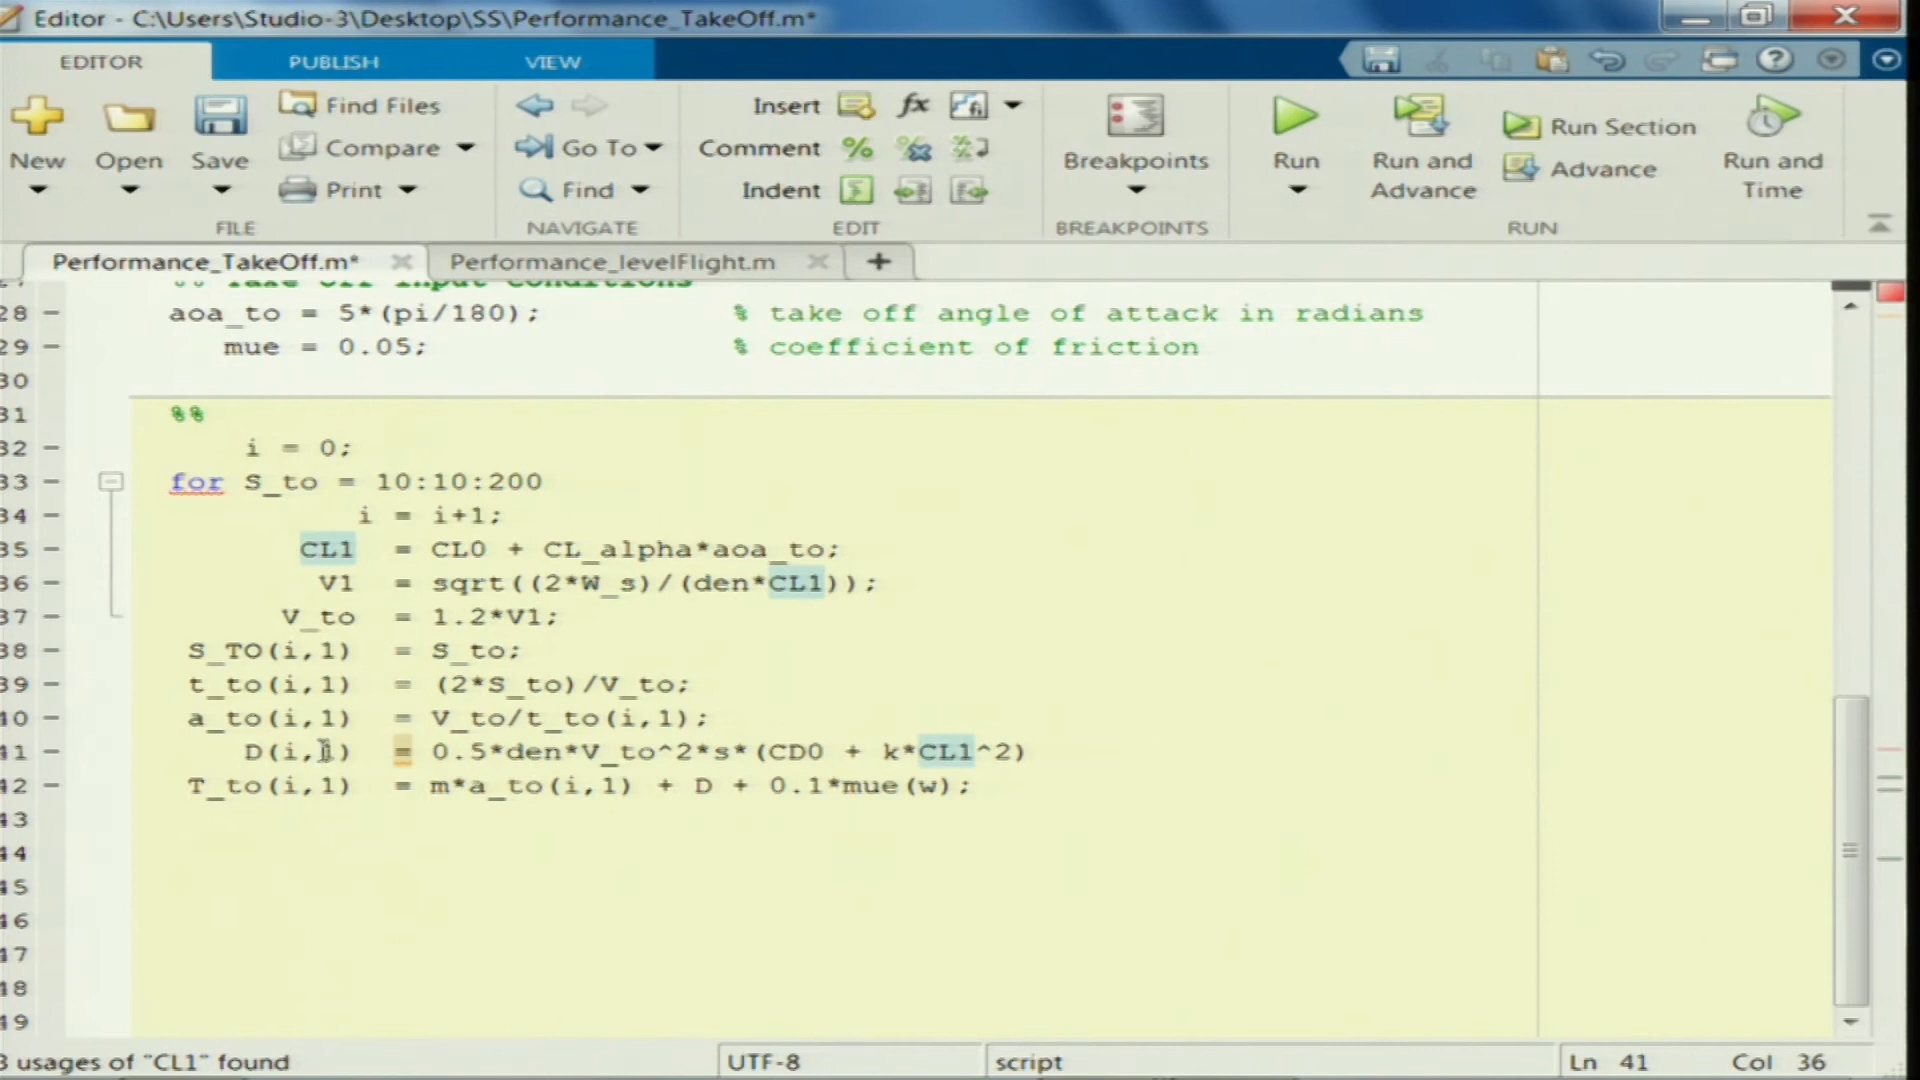 Editor - C:\Users\Studio-3\Desktop\SS\Performance_TakeOff.m*
EDITOR PUBLISH VIEW
New Open Save Find Files Compare Print
Go To Find
Insert Comment Indent
Breakpoints
Run Run and Advance Run Section Advance Run and Time
FILE NAVIGATE EDIT BREAKPOINTS RUN
Performance_TakeOff.m* Performance_levelFlight.m
%% Take Off Input Conditions
28 aoa_to = 5*(pi/180); % take off angle of attack in radians
29 mue = 0.05; % coefficient of friction
30
31 %%
32 i = 0;
33 for S_to = 10:10:200
34 i = i+1;
35 CL1 = CL0 + CL_alpha*aoa_to;
36 V1 = sqrt((2*W_s)/(den*CL1));
37 V_to = 1.2*V1;
38 S_TO(i,1) = S_to;
39 t_to(i,1) = (2*S_to)/V_to;
40 a_to(i,1) = V_to/t_to(i,1);
41 D(i,1) = 0.5*den*V_to^2*s*(CD0 + k*CL1^2)
42 T_to(i,1) = m*a_to(i,1) + D + 0.1*mue(w);
43
44
45
46
47
48
49
3 usages of "CL1" found UTF-8 script Ln 41 Col 36